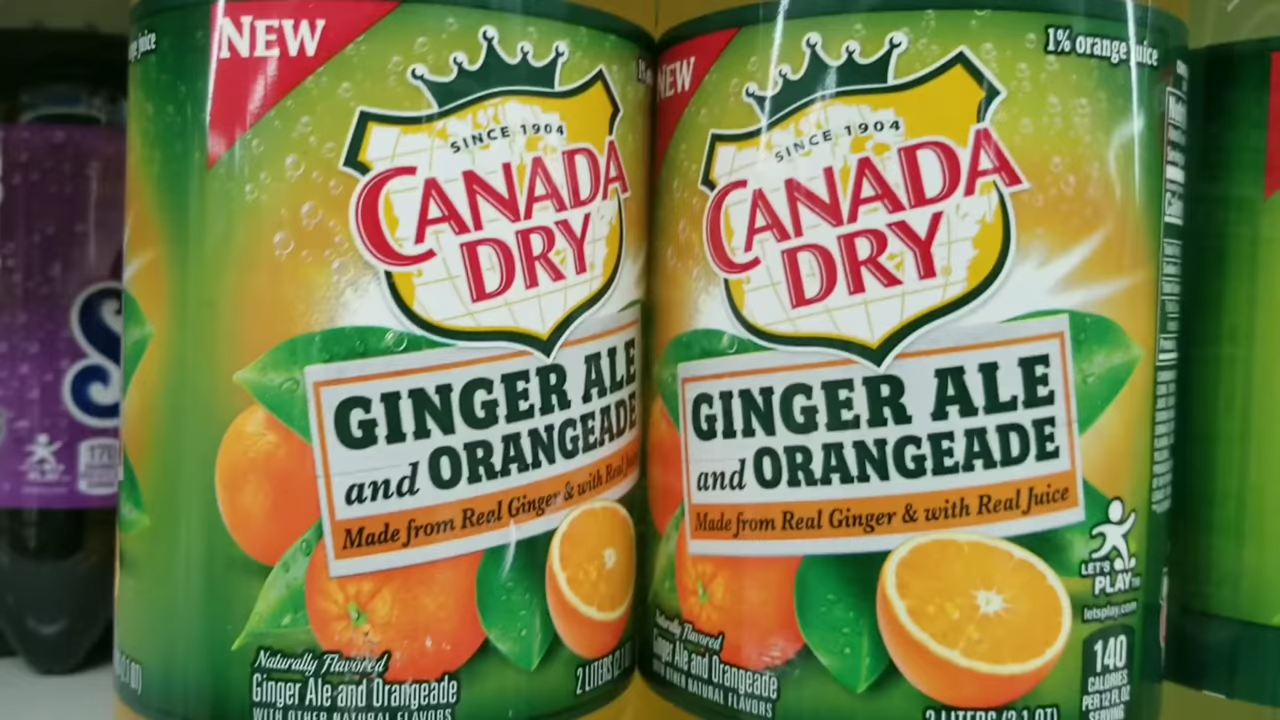 juice
NEW
SINCE 1904
CANADA
DRY
GINGER ALE
and ORANGEADE
Made from Real Ginger & with Real
Naturally Flavored
Ginger Ale and Orangeade
WITH OTHER NATURAL FLAVORS
2 LITERS
NEW
1% orange juice
SINCE 1904
CANADA
DRY
GINGER ALE
and ORANGEADE
Made from Real Ginger & with Real Juice
LET'S
PLAY
letsplay.com
Naturally Flavored
Ginger Ale and Orangeade
WITH OTHER NATURAL FLAVORS
2 LITERS (2.1 QT)
140
CALORIES
PER 12 FL OZ
SERVING